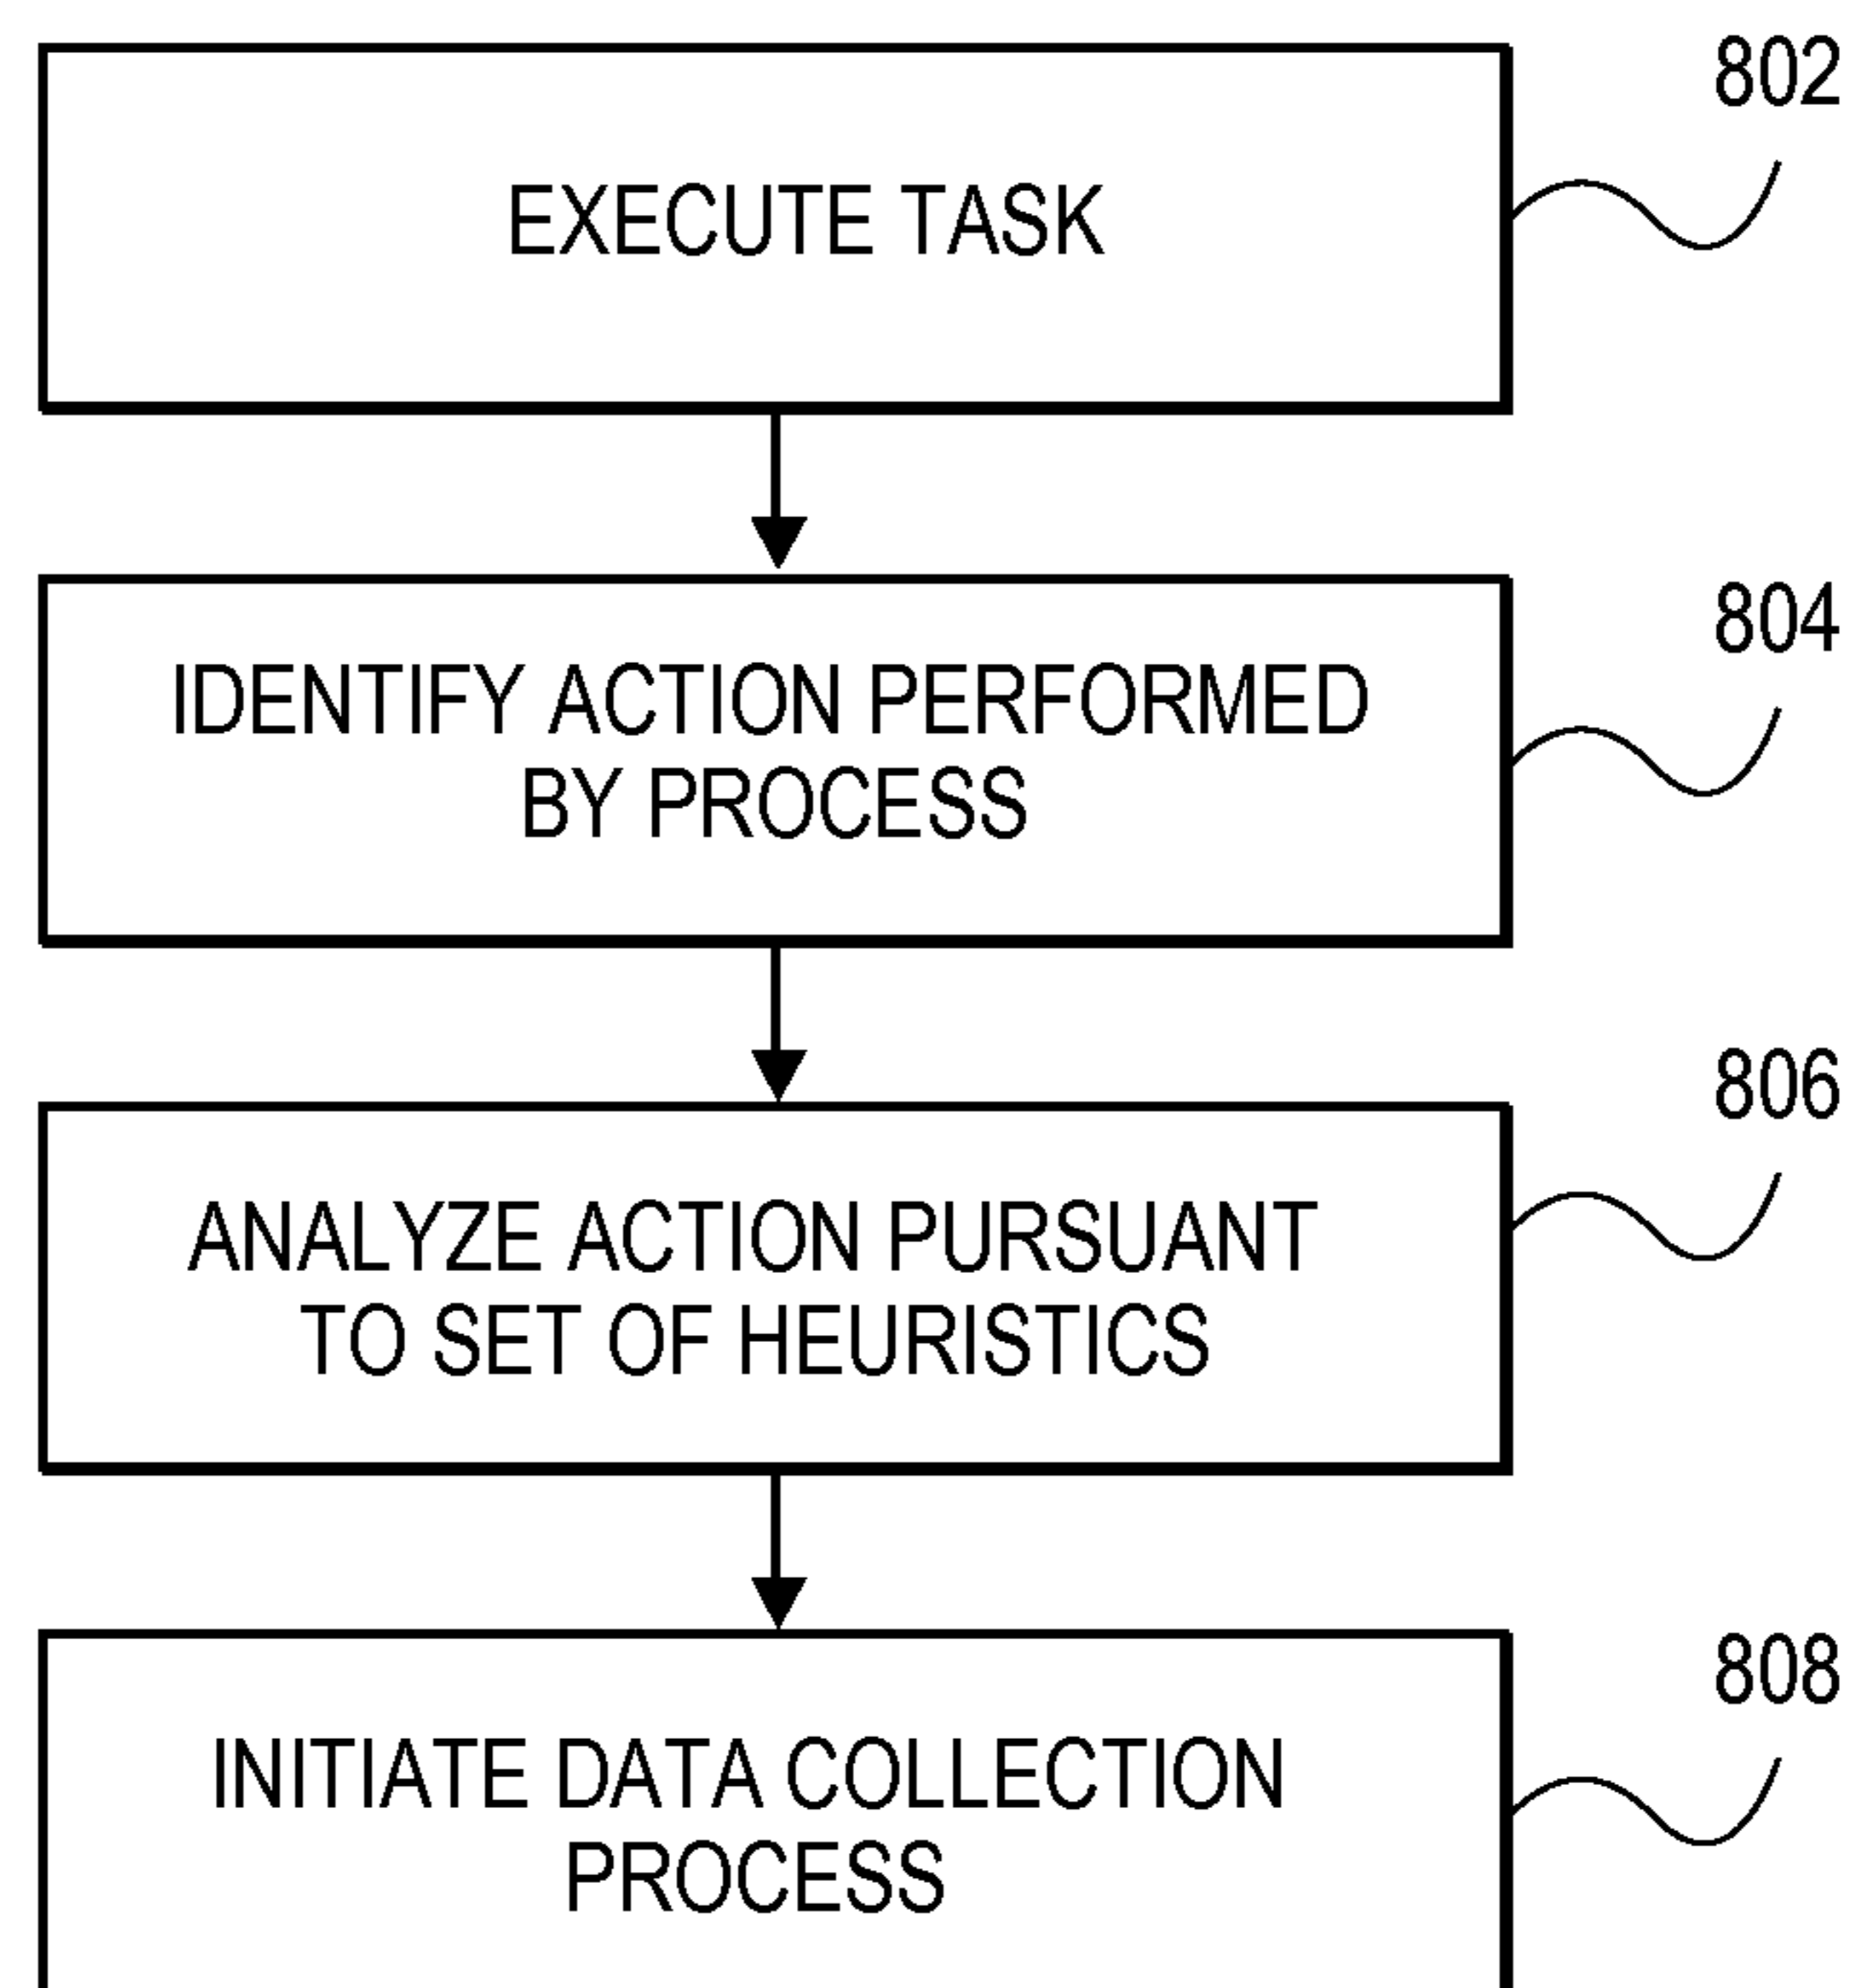 802
EXECUTE TASK
804
IDENTIFY ACTION PERFORMED
BY PROCESS
806
ANALYZE ACTION PURSUANT
TO SET OF HEURISTICS
808
INITIATE DATA COLLECTION
PROCESS